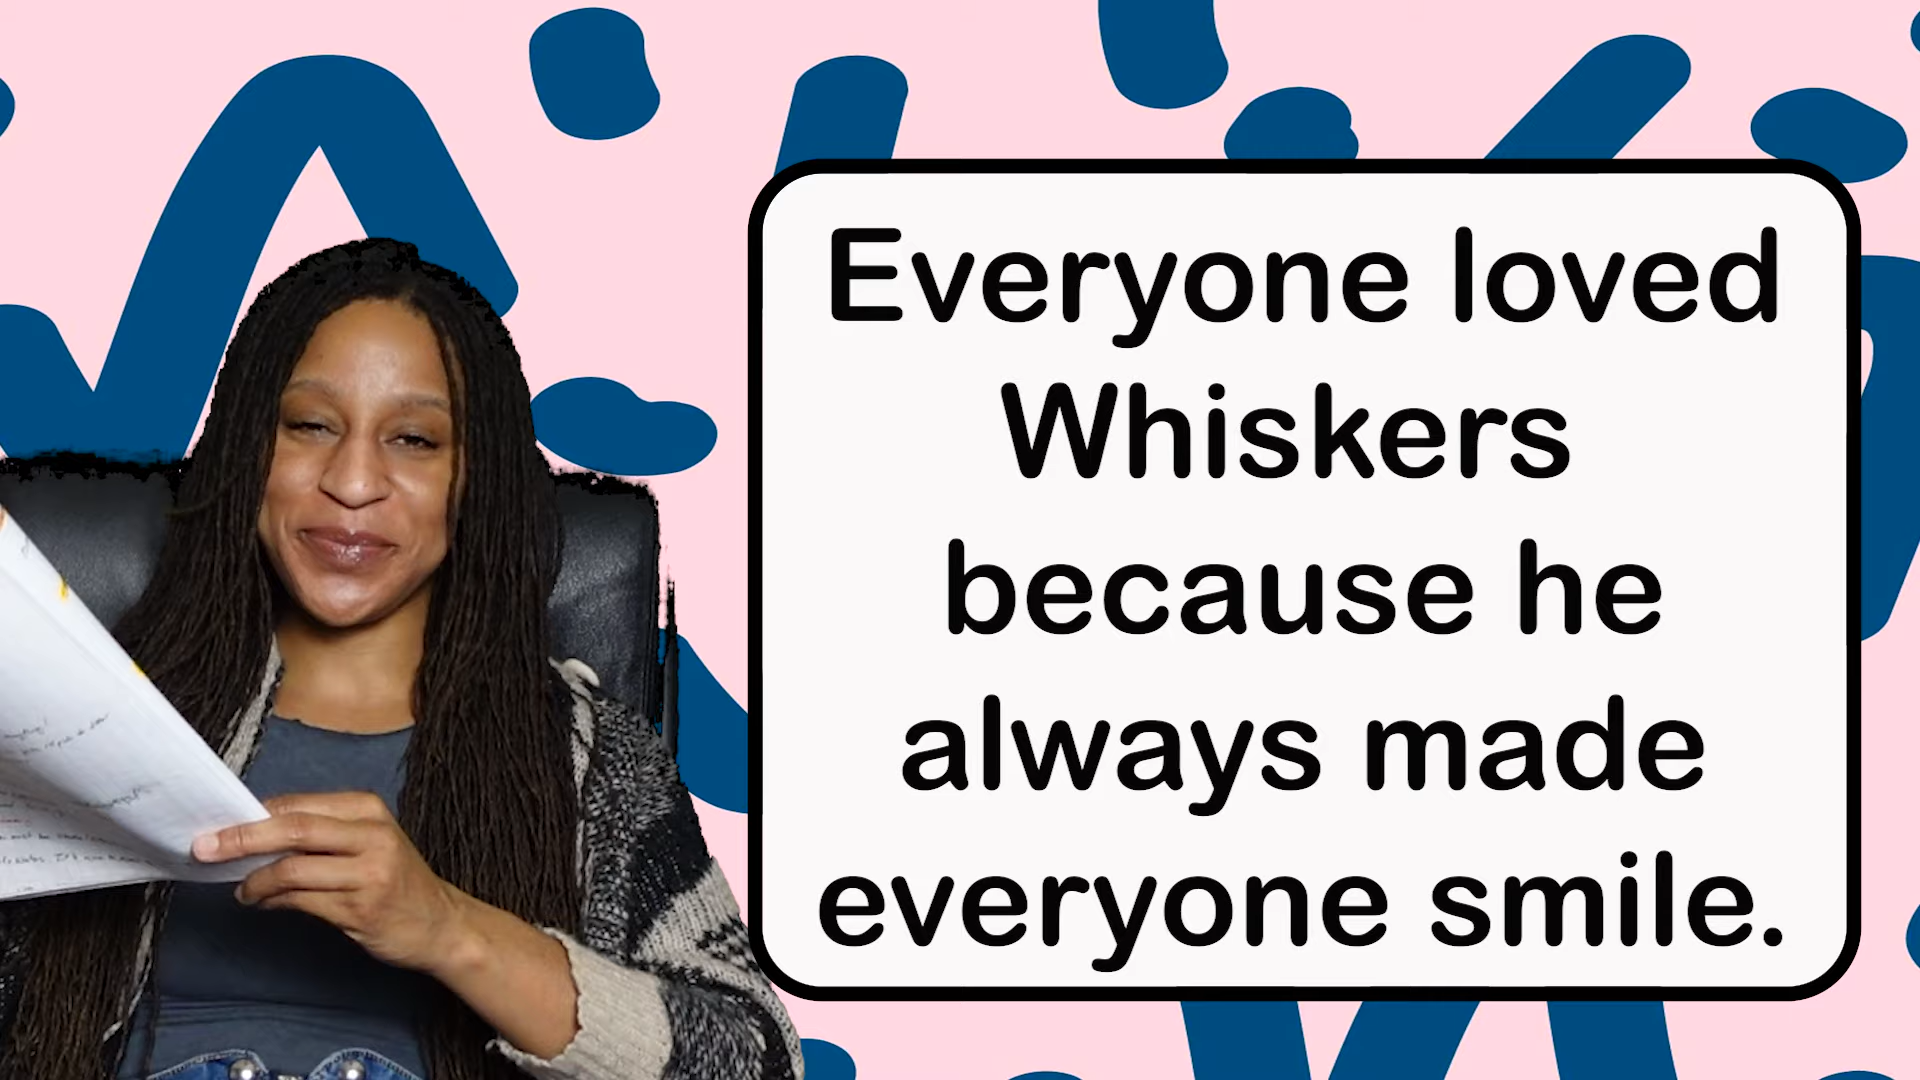 Everyone loved
Whiskers
because he
always made
everyone smile.